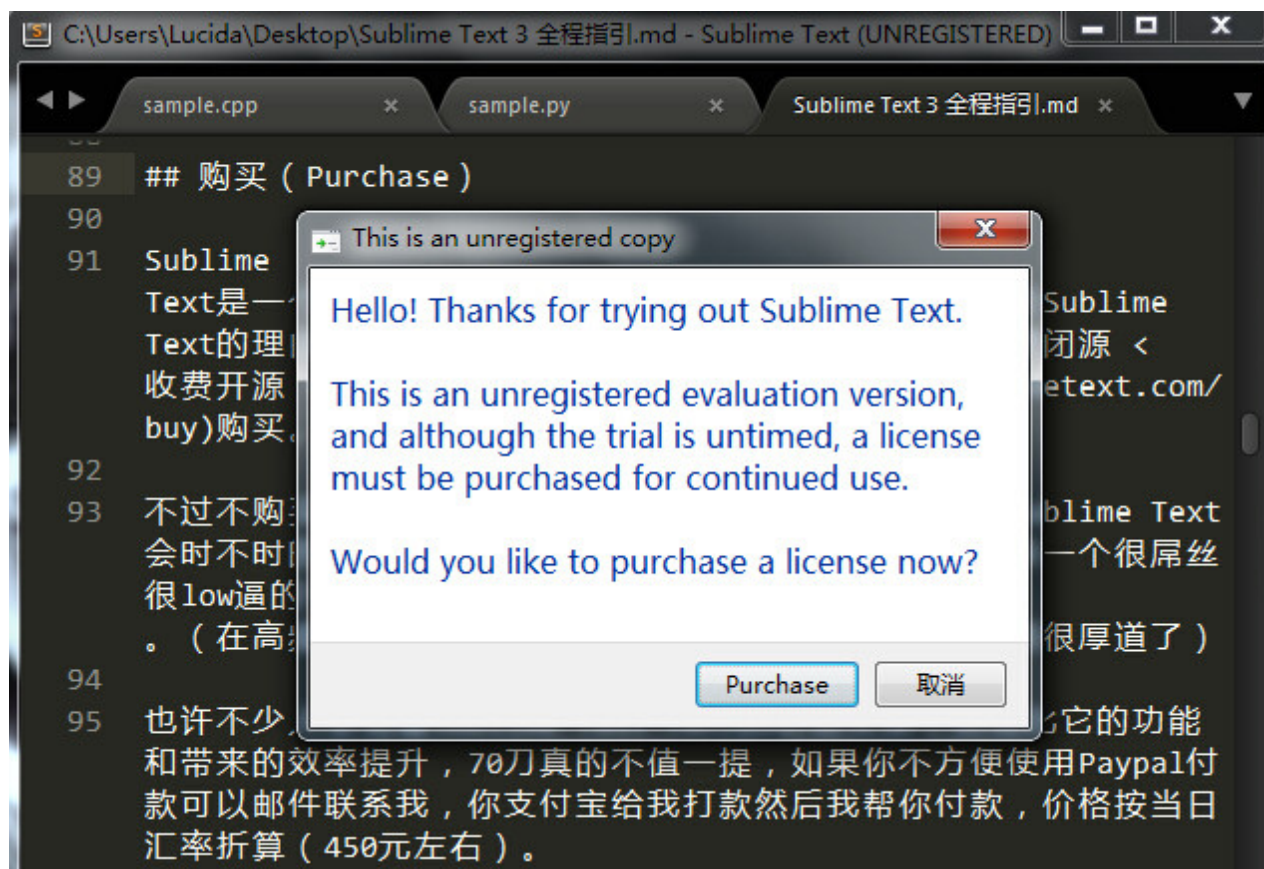 C:\Users\Lucida\Desktop\Sublime Text 3 全程指引.md - Sublime Text (UNREGISTERED)
sample.cpp
sample.py
Sublime Text 3 全程指引.md
89 ## 购买（Purchase）
90
91 Sublime
Text是一 Sublime
Text的理 闭源 <
收费开源 etext.com/
buy)购买
92
93 不过不购 blime Text
会时不时 一个很屌丝
很low逼的
。（在高 很厚道了）
94
95 也许不少 它的功能
和带来的效率提升，70刀真的不值一提，如果你不方便使用Paypal付
款可以邮件联系我，你支付宝给我打款然后我帮你付款，价格按当日
汇率折算（450元左右）。
This is an unregistered copy
Hello! Thanks for trying out Sublime Text.
This is an unregistered evaluation version,
and although the trial is untimed, a license
must be purchased for continued use.
Would you like to purchase a license now?
Purchase
取消